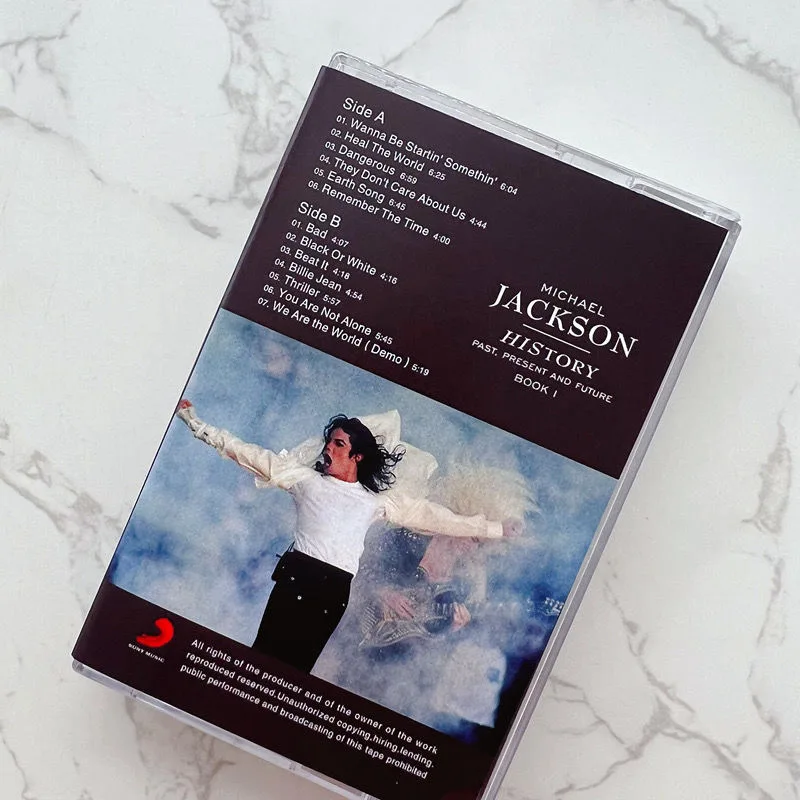 Side A
01. Wanna Be Startin' Somethin' 6:04
02. Heal The World 6:25
03. Dangerous 6:59
04. They Don't Care About Us 4:44
05. Earth Song 6:45
06. Remember The Time 4:00
Side B
01. Bad 4:07
02. Black Or White 4:16
03. Beat It 4:18
04. Billie Jean 4:54
05. Thriller 5:57
06. You Are Not Alone 5:45
07. We Are the World ( Demo ) 5:19
MICHAEL
JACKSON
HISTORY
PAST, PRESENT AND FUTURE
BOOK I
SONY MUSIC
All rights of the producer and of the owner of the work
reproduced reserved.Unauthorized copying,hiring,lending,
public performance and broadcasting of this tape prohibited